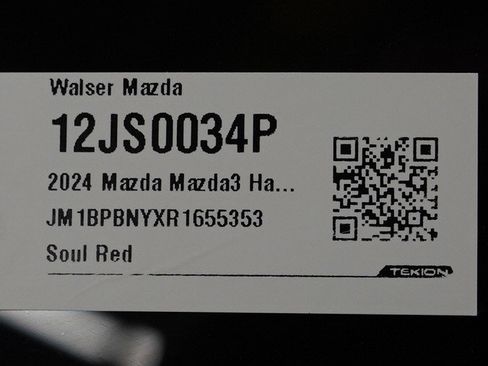 Walser Mazda
12JS0034P
2024 Mazda Mazda3 Ha...
JM1BPBNYXR1655353
Soul Red
TEKION